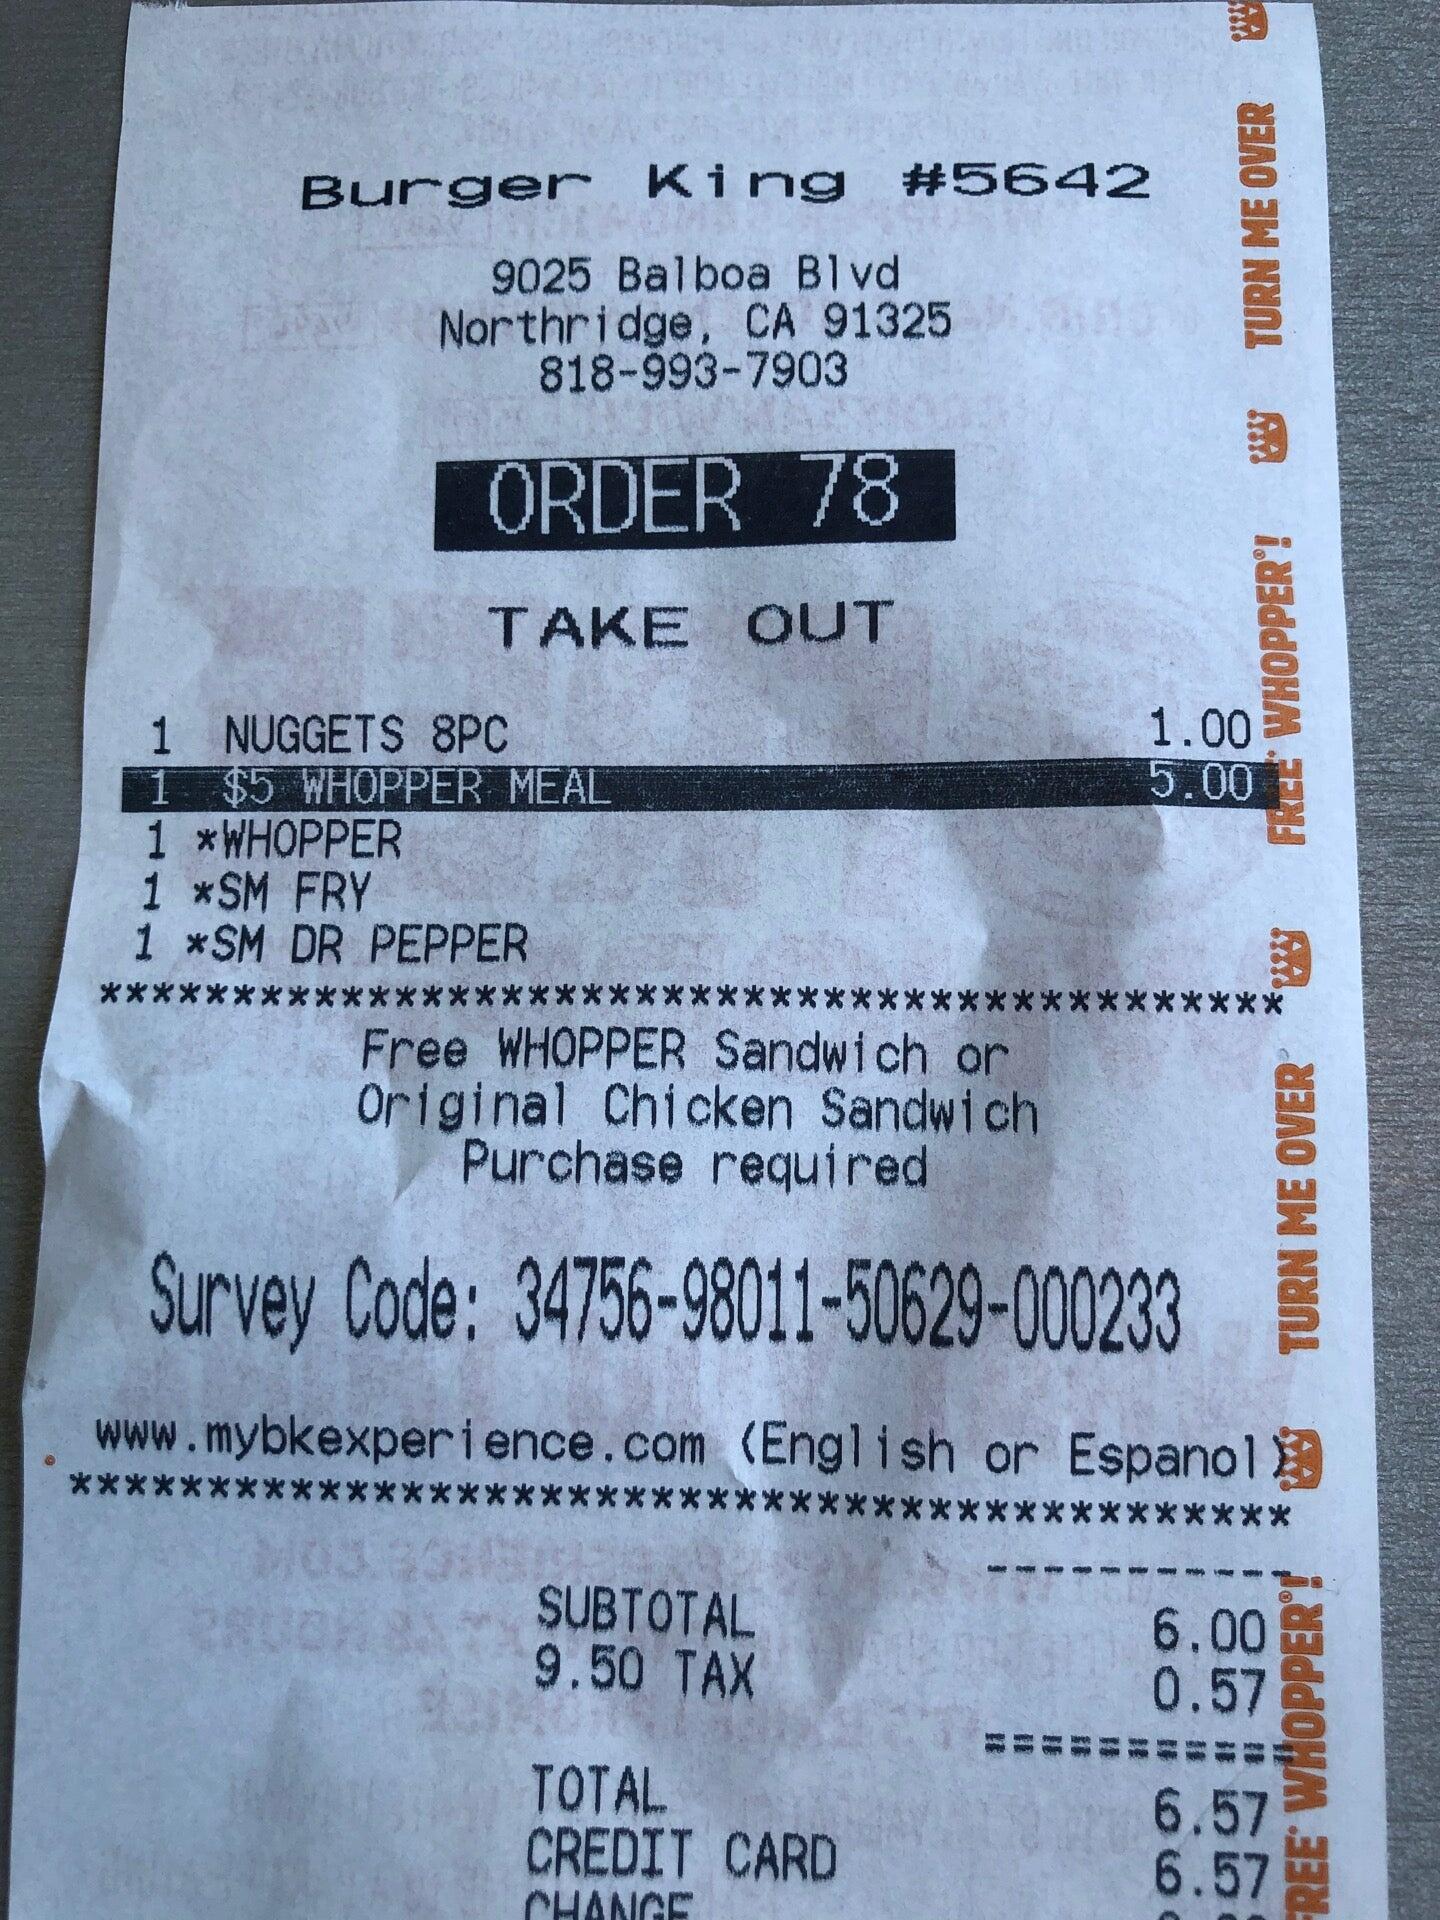 Burger King #5642
9025 Balboa Blvd
Northridge, CA 91325
818-993-7903
ORDER 78
TAKE OUT
1 NUGGETS 8PC 1.00
1 $5 WHOPPER MEAL 5.00
1 *WHOPPER
1 *SM FRY
1 *SM DR PEPPER
********************************************
Free WHOPPER Sandwich or
Original Chicken Sandwich
Purchase required
Survey Code: 34756-98011-50629-000233
www.mybkexperience.com (English or Espanol)
********************************************
-----------
SUBTOTAL 6.00
9.50 TAX 0.57
===========
TOTAL 6.57
CREDIT CARD 6.57
CHANGE
TURN ME OVER
FREE WHOPPER®!
TURN ME OVER
FREE WHOPPER®!